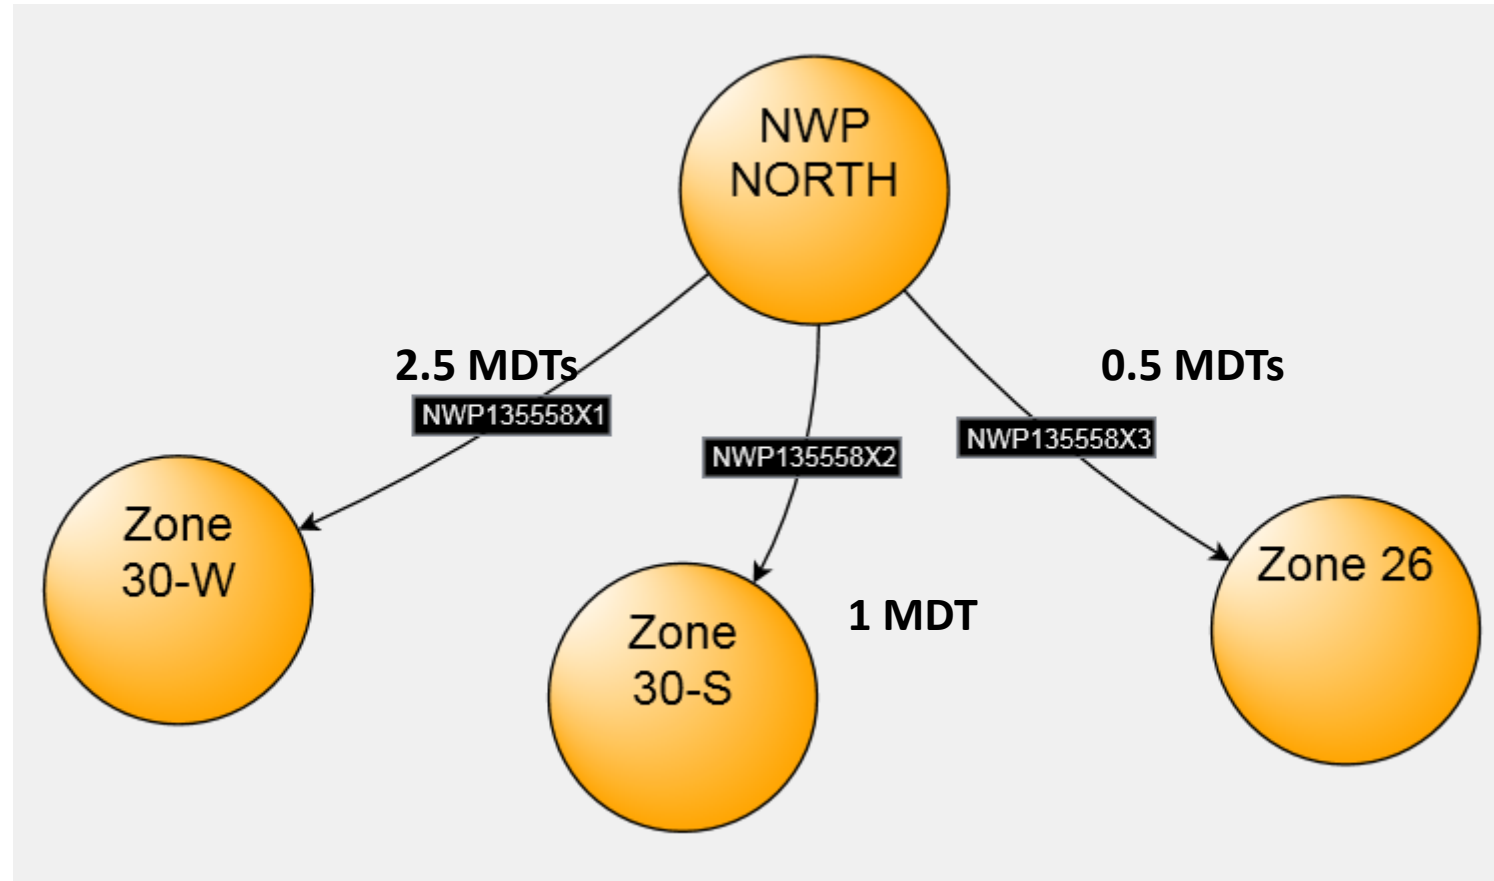 NWP
NORTH
2.5 MDTs
0.5 MDTs
NWP135558X1
NWP135558X2
NWP135558X3
Zone
30-W
Zone
30-S
1 MDT
Zone 26